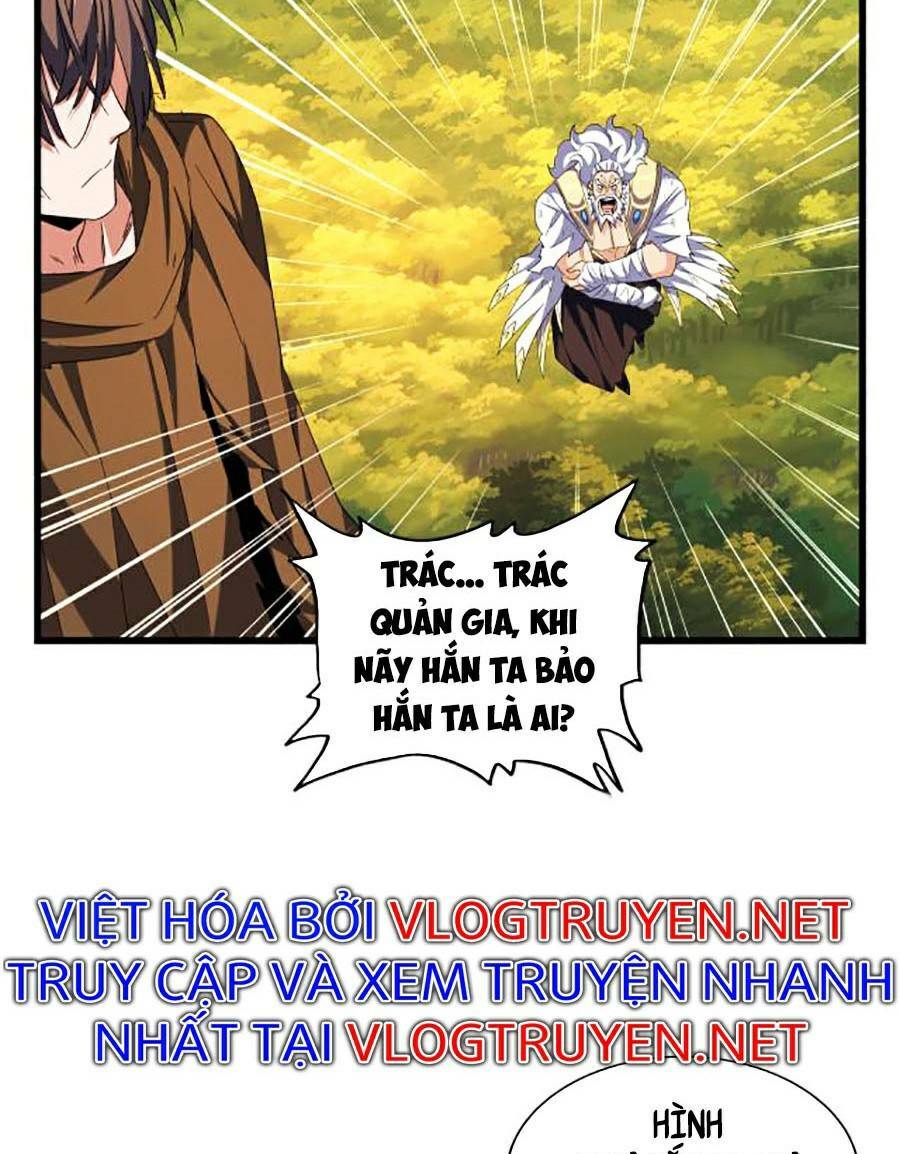 TRÁC... TRÁC
QUẢN GIA, KHI
NÃY HẮN TA BẢO
HẮN TA LÀ AI?
VIỆT HÓA BỞI VLOGTRUYEN.NET
TRUY CẬP VÀ XEM TRUYỆN NHANH
NHẤT TẠI VLOGTRUYEN.NET
HÌNH